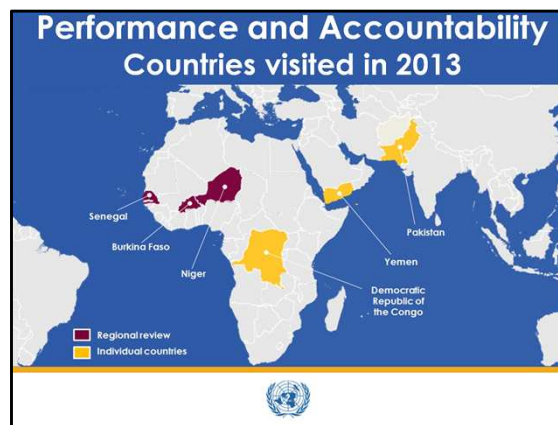 Performance and Accountability
Countries visited in 2013
Senegal
Burkina Faso
Niger
Pakistan
Yemen
Democratic
Republic of
the Congo
Regional review
Individual countries